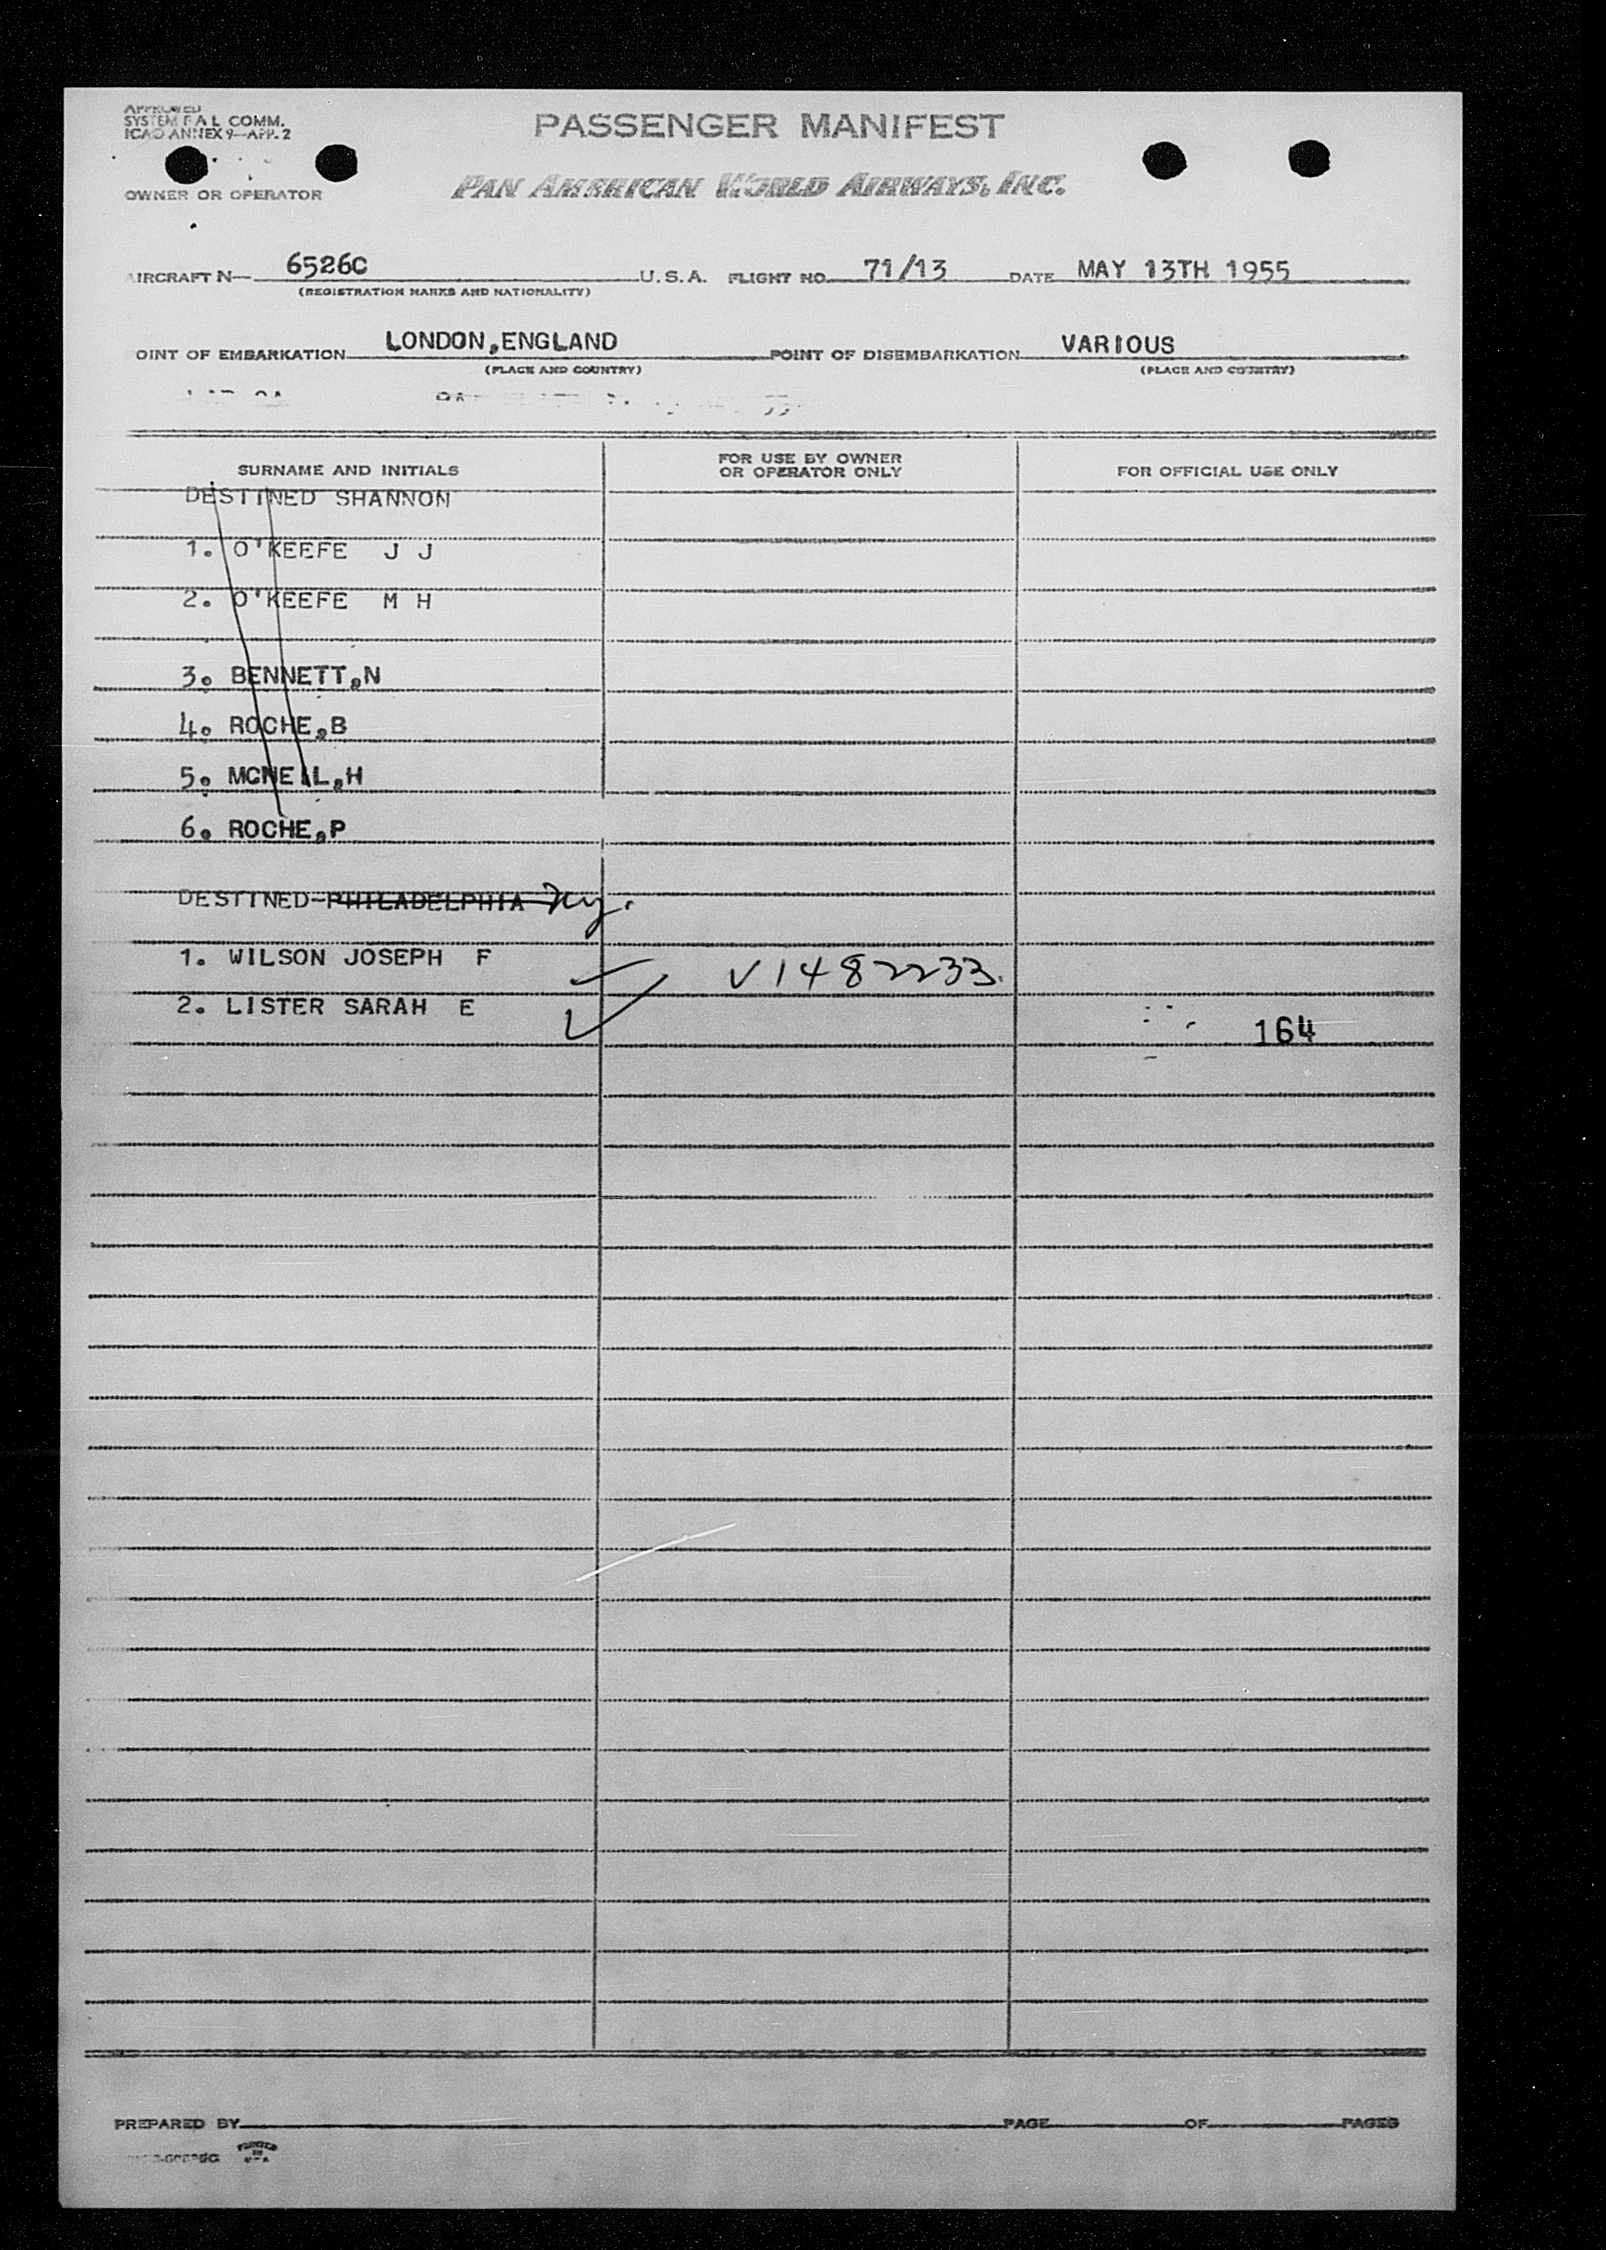 APPROVED
SYSTEM F A L COMM.
ICAO ANNEX 9—APP. 2
PASSENGER MANIFEST
OWNER OR OPERATOR
PAN AMERICAN WORLD AIRWAYS, INC.
AIRCRAFT N— 6526C U.S.A. FLIGHT NO. 71/13 DATE MAY 13TH 1955
(REGISTRATION MARKS AND NATIONALITY)
OINT OF EMBARKATION LONDON,ENGLAND POINT OF DISEMBARKATION VARIOUS
(PLACE AND COUNTRY) (PLACE AND COUNTRY)
SURNAME AND INITIALS
FOR USE BY OWNER
OR OPERATOR ONLY
FOR OFFICIAL USE ONLY
DESTINED SHANNON
1. O'KEEFE J J
2. O'KEEFE M H
3. BENNETT,N
4. ROCHE,B
5. MCNEIL,H
6. ROCHE,P
DESTINED-PHILADELPHIA NY.
1. WILSON JOSEPH F
V1482233.
2. LISTER SARAH E
164
PREPARED BY PAGE OF PAGES
PRINTED
IN
U.S.A.